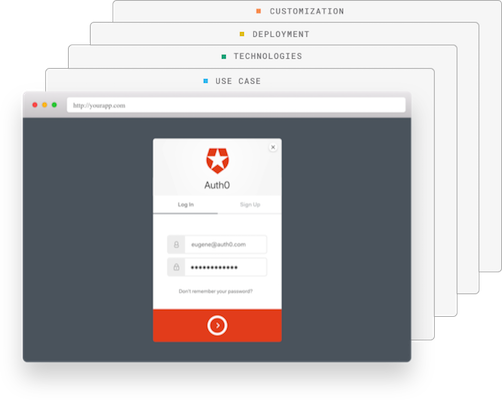 CUSTOMIZATION
DEPLOYMENT
TECHNOLOGIES
USE CASE
http://yourapp.com
Auth0
Log In Sign Up
eugene@auth0.com
Don't remember your password?